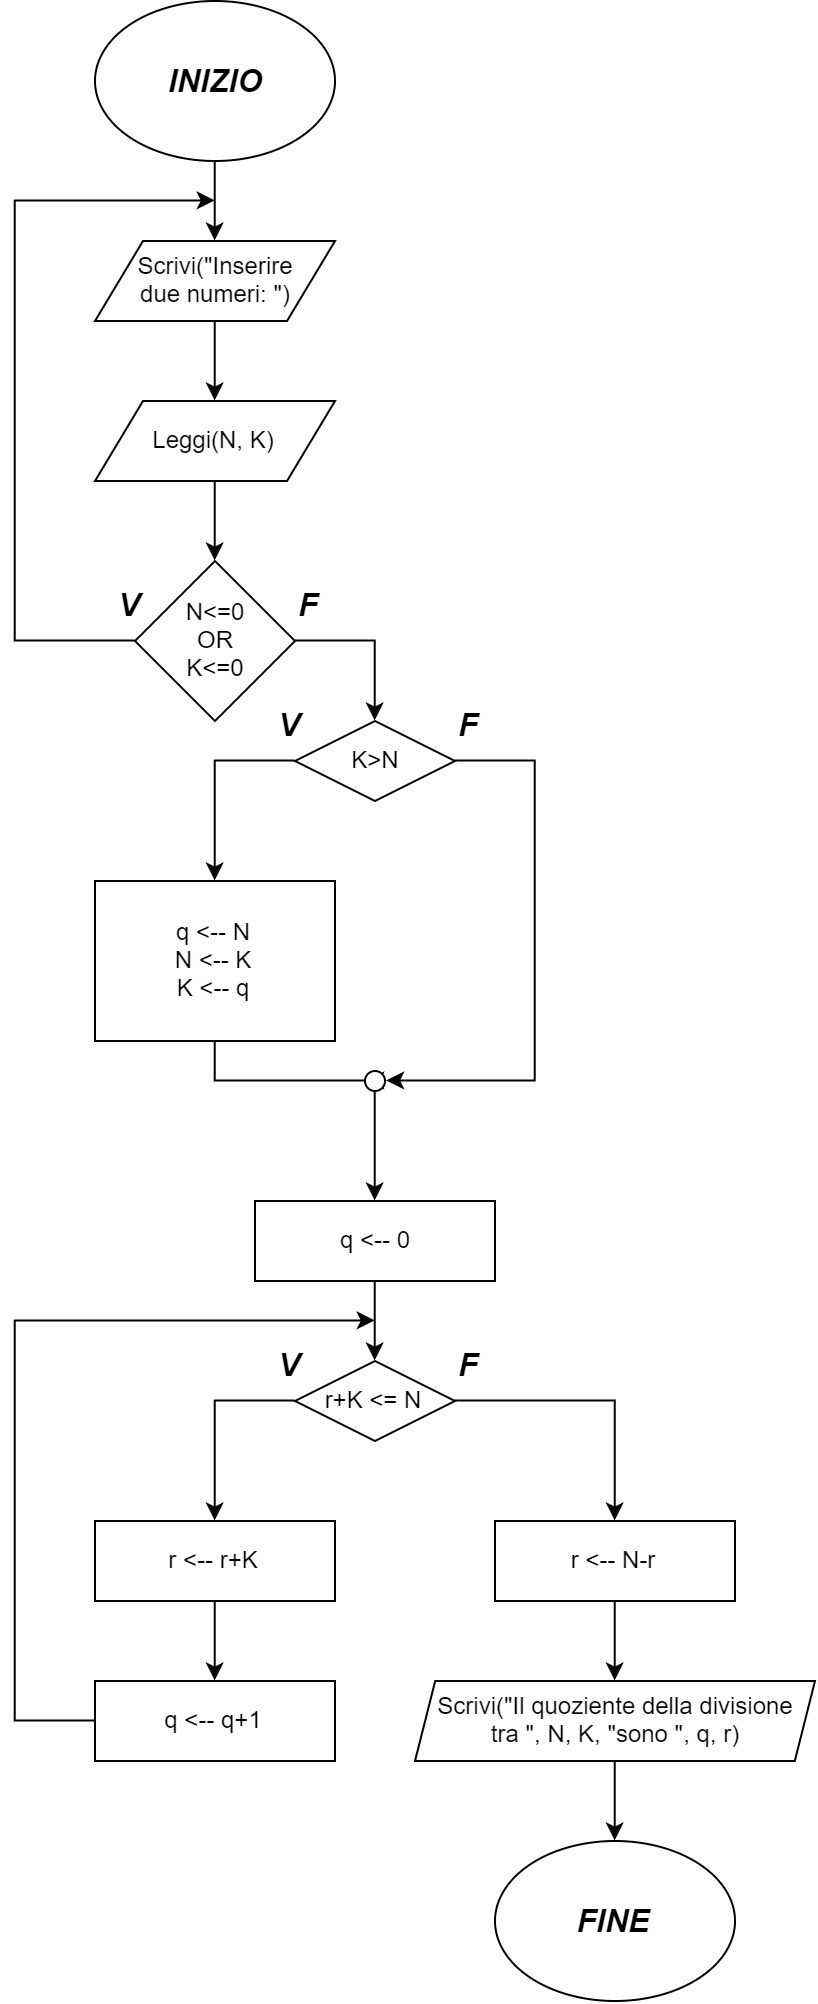 INIZIO
Scrivi("Inserire
due numeri: ")
Leggi(N, K)
V
F
N<=0
OR
K<=0
V
F
K>N
q <-- N
N <-- K
K <-- q
q <-- 0
V
F
r+K <= N
r <-- r+K
r <-- N-r
q <-- q+1
Scrivi("Il quoziente della divisione
tra ", N, K, "sono ", q, r)
FINE